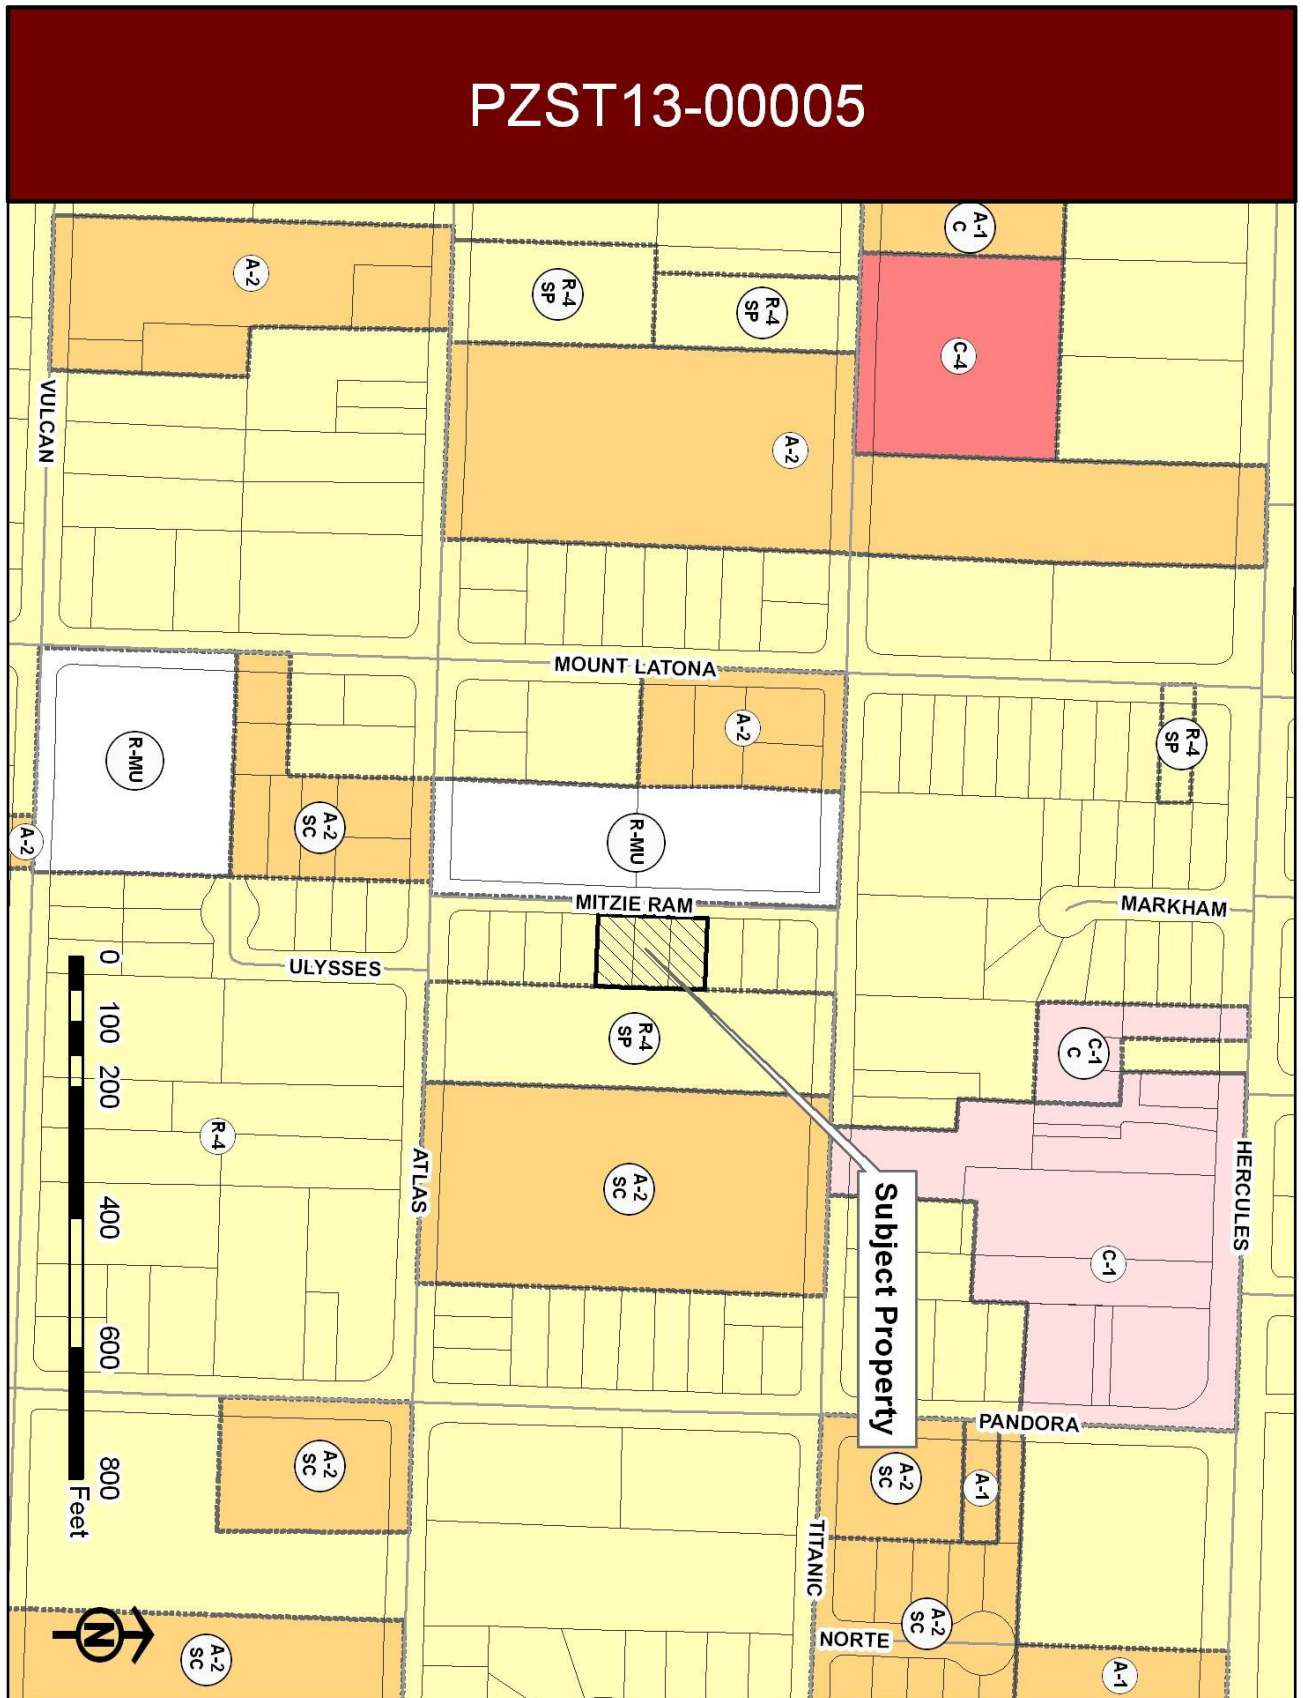 PZST13-00005
A-1
C
A-2
R-4
SP
R-4
SP
C-4
VULCAN
A-2
MOUNT LATONA
A-2
R-4
SP
R-MU
A-2
SC
R-MU
A-2
MITZIE RAM
MARKHAM
ULYSSES
0
100
200
400
600
800
Feet
R-4
SP
C-1
C
R-4
ATLAS
A-2
SC
HERCULES
C-1
Subject Property
PANDORA
A-2
SC
A-2
SC
A-1
TITANIC
A-2
SC
NORTE
A-2
SC
A-1
N